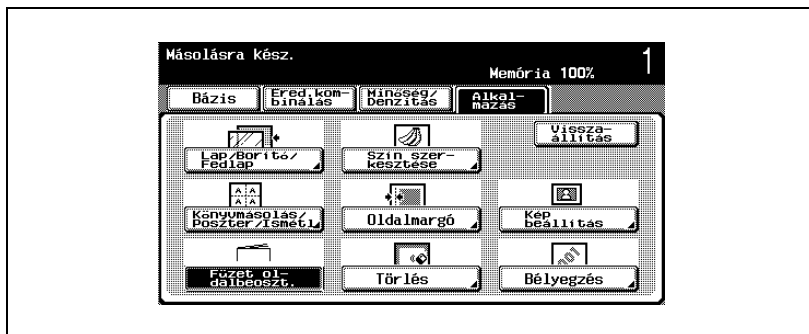 Másolásra kész.
1
Memória 100%
Bázis
Ered.kom-
binálás
Minőség/
Denzitás
Alkal-
mazás
Vissza-
állítás
Lap/Borító/
Fedlap
Szín szer-
kesztése
Könyvmásolás/
Poszter/Ismétl.
Oldalmargó
Kép
beállítás
Füzet ol-
dalbeoszt.
Törlés
Bélyegzés